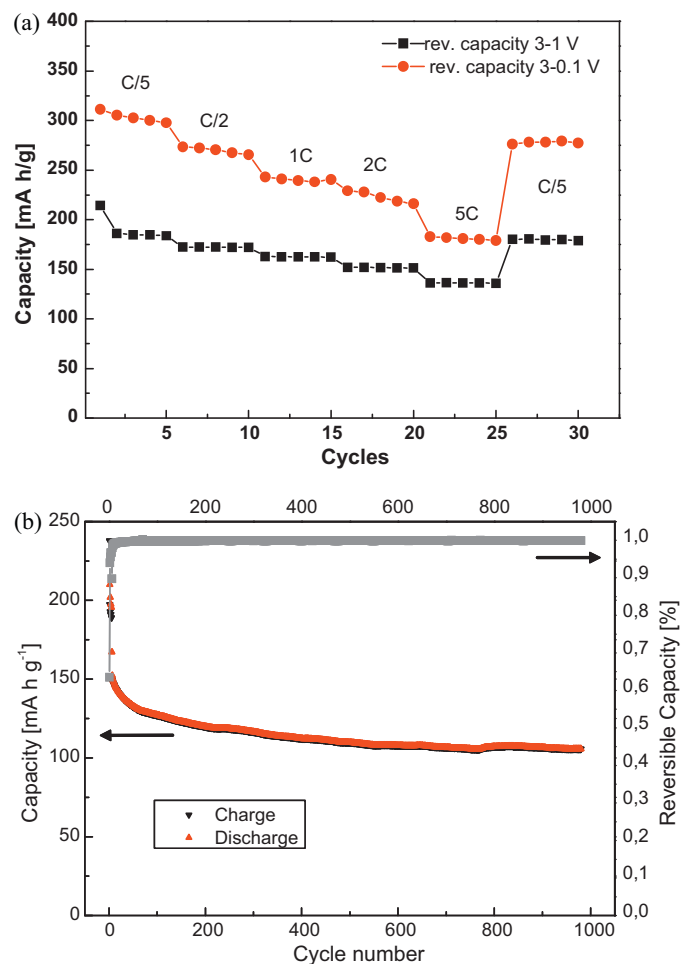 (a)
400
350
300
250
200
150
100
50
0
Capacity [mA h/g]
rev. capacity 3-1 V
rev. capacity 3-0.1 V
C/5
C/2
1C
2C
5C
C/5
5 10 15 20 25 30
Cycles
(b)
0 200 400 600 800 1000
250
200
150
100
50
0
Capacity [mA h g-1]
1,0
0,9
0,8
0,7
0,6
0,5
0,4
0,3
0,2
0,1
0,0
Reversible Capacity [%]
Charge
Discharge
0 200 400 600 800 1000
Cycle number